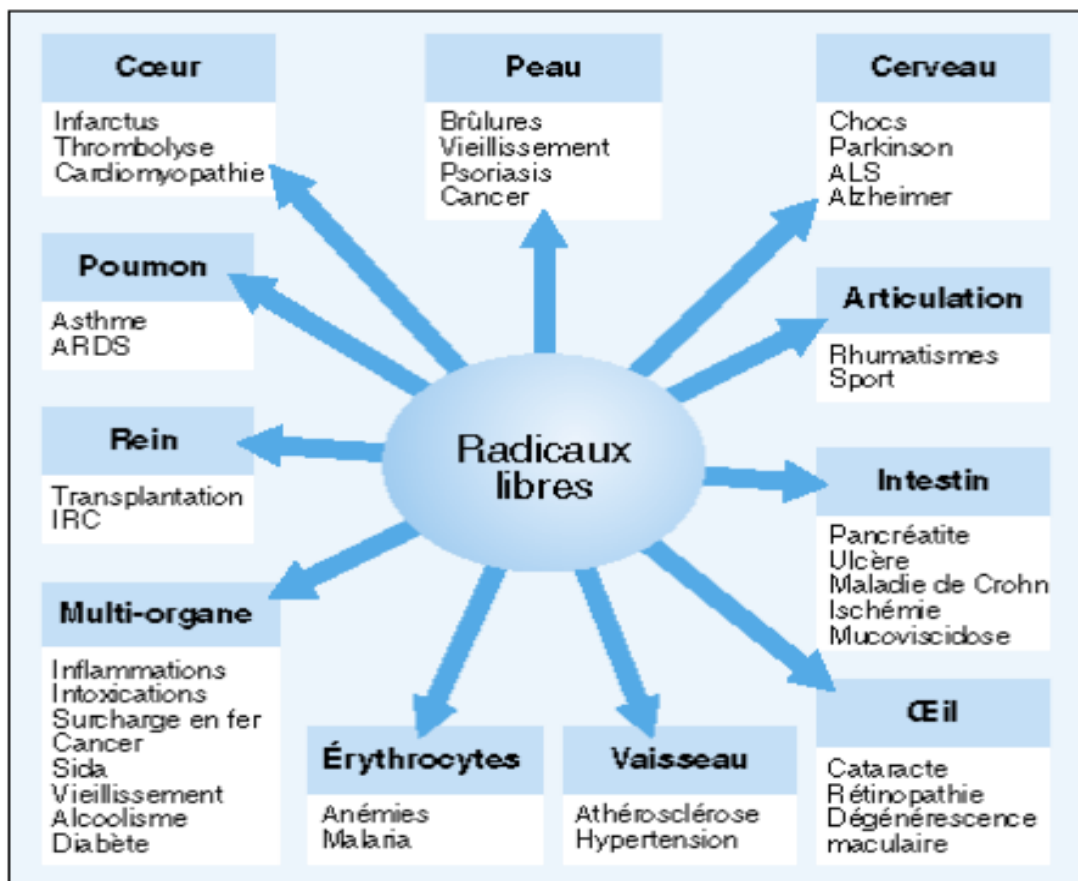 Cœur
Infarctus
Thrombolyse
Cardiomyopathie
Peau
Brûlures
Vieillissement
Psoriasis
Cancer
Cerveau
Chocs
Parkinson
ALS
Alzheimer
Poumon
Asthme
ARDS
Articulation
Rhumatismes
Sport
Rein
Transplantation
IRC
Radicaux
libres
Intestin
Pancréatite
Ulcère
Maladie de Crohn
Ischémie
Mucoviscidose
Multi-organe
Inflammations
Intoxications
Surcharge en fer
Cancer
Sida
Vieillissement
Alcoolisme
Diabète
Érythrocytes
Anémies
Malaria
Vaisseau
Athérosclérose
Hypertension
Œil
Cataracte
Rétinopathie
Dégénérescence
maculaire